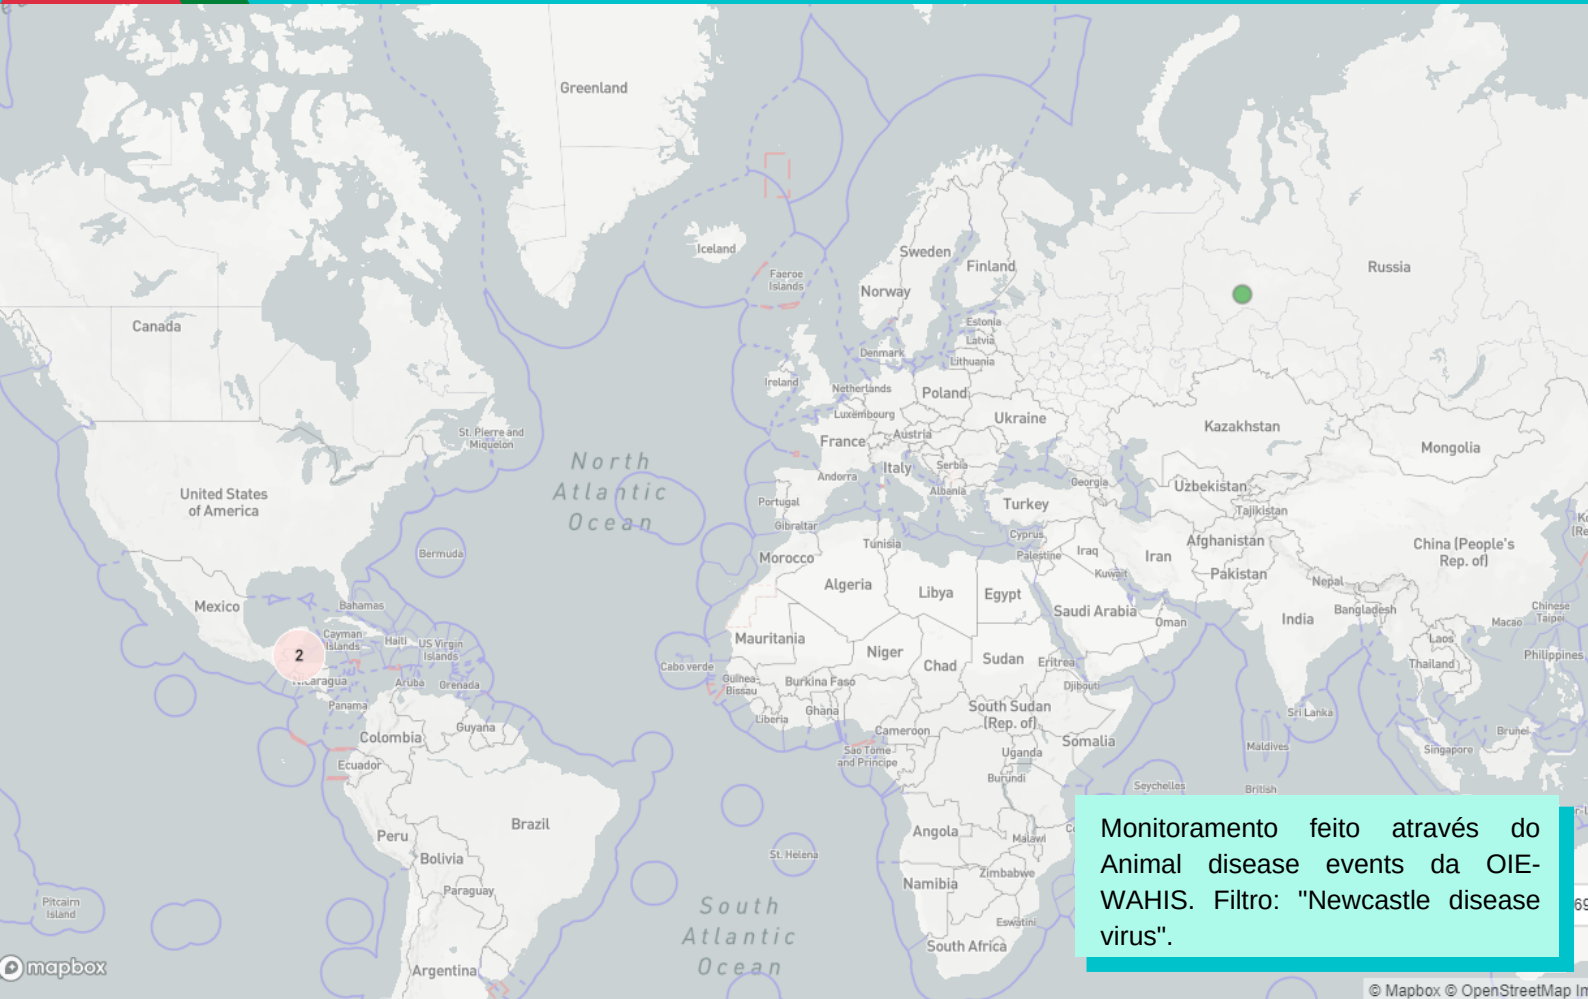 Greenland
Iceland
Faeroe
Islands
Sweden
Finland
Norway
Russia
Canada
Estonia
Latvia
Lithuania
Denmark
Ireland
Netherlands
Poland
Luxembourg
Ukraine
Kazakhstan
St. Pierre and
Miquelon
France
Austria
Mongolia
North
Atlantic
Ocean
Italy
Serbia
Andorra
Albania
Georgia
Uzbekistan
United States
of America
Portugal
Turkey
Tajikistan
Gibraltar
Bermuda
Tunisia
Cyprus
Palestine
Iraq
Iran
Afghanistan
China (People's
Rep. of)
Morocco
Kuwait
Pakistan
Nepal
Algeria
Libya
Egypt
Mexico
Bahamas
Saudi Arabia
Oman
India
Bangladesh
Chinese
Taipei
Macao
Cayman
Islands
Haiti
US Virgin
Islands
Mauritania
Laos
2
Niger
Chad
Sudan
Eritrea
Thailand
Philippines
Cabo verde
Nicaragua
Aruba
Grenada
Guinea-
Bissau
Burkina Faso
Djibouti
Panama
Liberia
Ghana
South Sudan
(Rep. of)
Sri Lanka
Guyana
Colombia
Cameroon
Somalia
Maldives
Singapore
Brunei
Ecuador
Sao Tome
and Principe
Uganda
Burundi
Seychelles
British
Brazil
Peru
Angola
Malawi
Bolivia
St. Helena
Zimbabwe
Namibia
Paraguay
Pitcairn
Island
South
Atlantic
Ocean
Eswatini
South Africa
Argentina
Monitoramento feito através do
Animal disease events da OIE-
WAHIS. Filtro: "Newcastle disease
virus".
69
mapbox
© Mapbox © OpenStreetMap Im